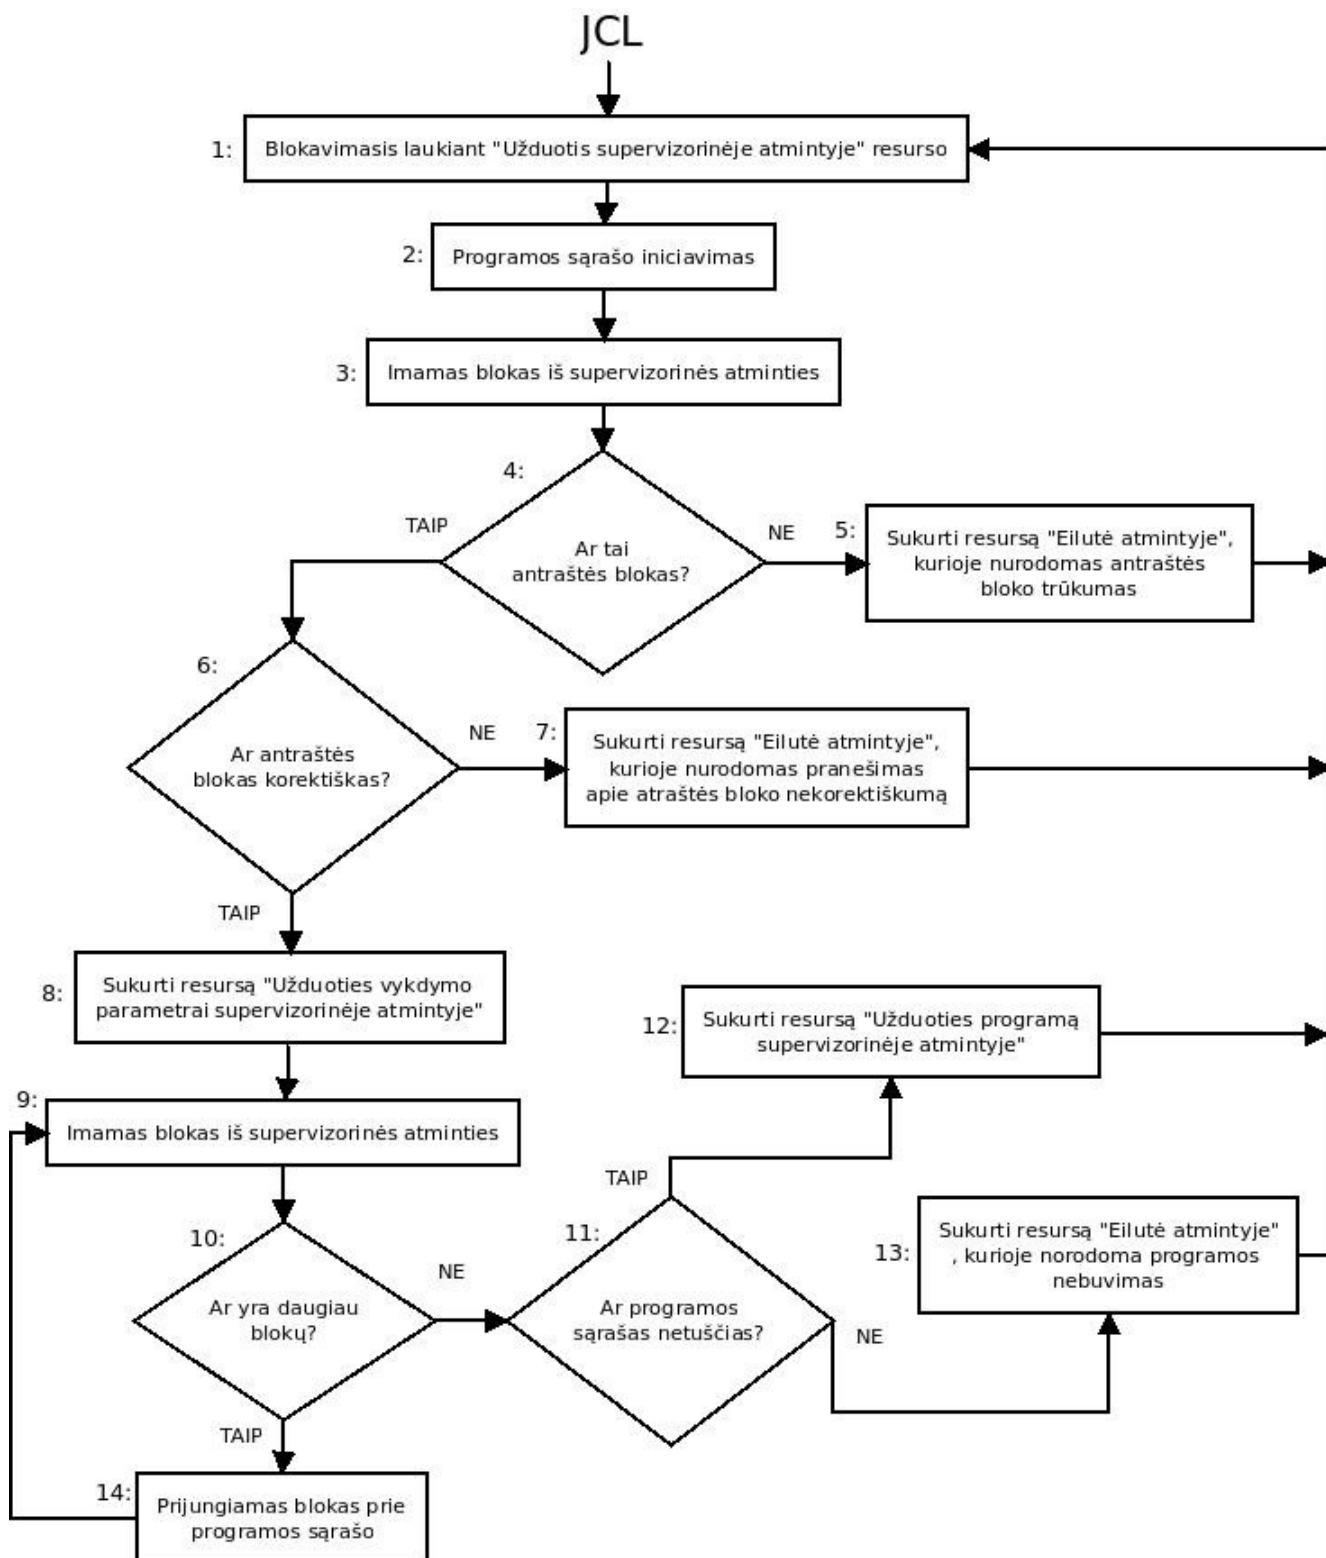 JCL
1:
Blokavimasis laukiant "Užduotis supervizorinėje atmintyje" resurso
2:
Programos sąrašo iniciavimas
3:
Imamas blokas iš supervizorinės atminties
4:
Ar tai
antraštės blokas?
TAIP
NE
5:
Sukurti resursą "Eilutė atmintyje",
kurioje nurodomas antraštės
bloko trūkumas
6:
Ar antraštės
blokas korektiškas?
NE
TAIP
7:
Sukurti resursą "Eilutė atmintyje",
kurioje nurodomas pranešimas
apie atraštės bloko nekorektiškumą
8:
Sukurti resursą "Užduoties vykdymo
parametrai supervizorinėje atmintyje"
9:
Imamas blokas iš supervizorinės atminties
10:
Ar yra daugiau
blokų?
NE
TAIP
11:
Ar programos
sąrašas netuščias?
TAIP
NE
12:
Sukurti resursą "Užduoties programą
supervizorinėje atmintyje"
13:
Sukurti resursą "Eilutė atmintyje"
, kurioje norodoma programos
nebuvimas
14:
Prijungiamas blokas prie
programos sąrašo